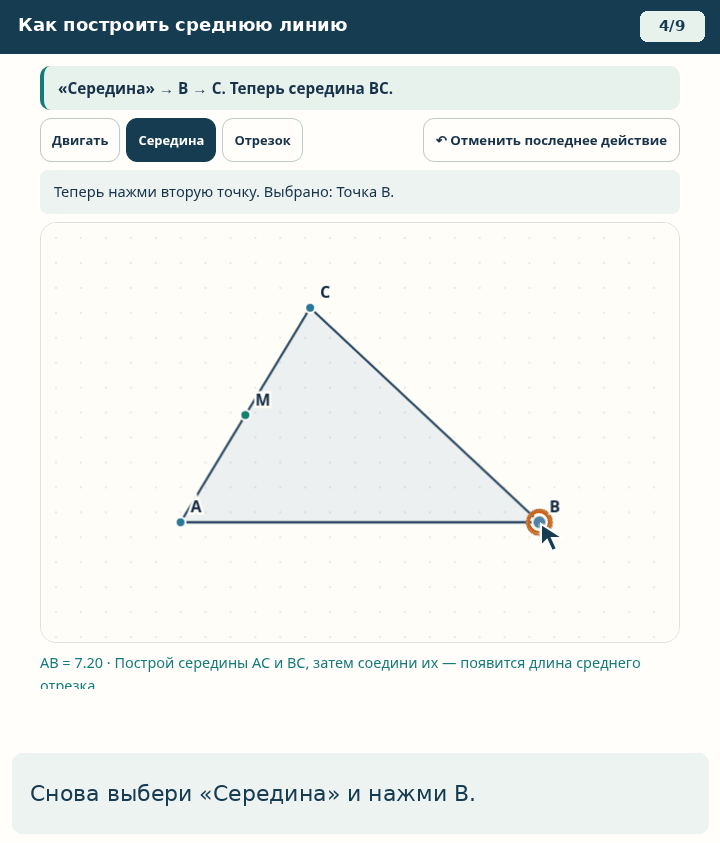 Как построить среднюю линию
4/9
«Середина» → B → C. Теперь середина BC.
Двигать
Середина
Отрезок
↶ Отменить последнее действие
Теперь нажми вторую точку. Выбрано: Точка B.
C
M
A
B
AB = 7.20 · Построй середины AC и BC, затем соедини их — появится длина среднего
отрезка
Снова выбери «Середина» и нажми B.